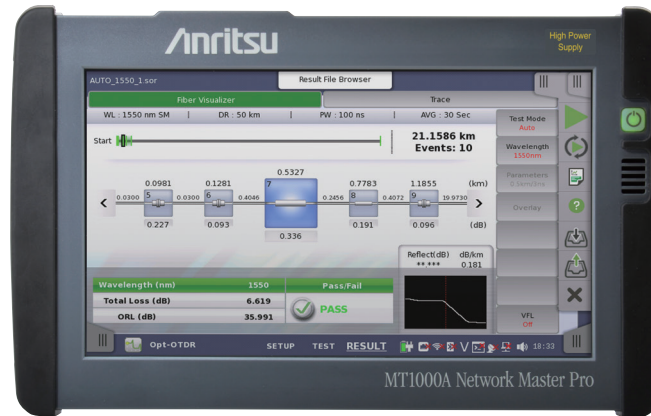 Anritsu
High Power
Supply
AUTO_1550_1.sor
Result File Browser
Fiber Visualizer
Trace
WL : 1550 nm SM | DR : 50 km | PW : 100 ns | AVG : 30 Sec
Start
21.1586 km
Events: 10
0.0981 0.1281 0.5327 0.7783 1.1855 (km)
5 6 7 8 9
0.0300 0.0300 0.4046 0.2456 0.4072 19.9730
0.227 0.093 0.336 0.191 0.096 (dB)
Reflect(dB) dB/km
**.*** 0.181
Wavelength (nm) 1550 Pass/Fail
Total Loss (dB) 6.619
PASS
ORL (dB) 35.991
Test Mode
Auto
Wavelength
1550nm
Parameters
Overlay
VFL
Off
Opt-OTDR
SETUP TEST RESULT
18:33
MT1000A Network Master Pro